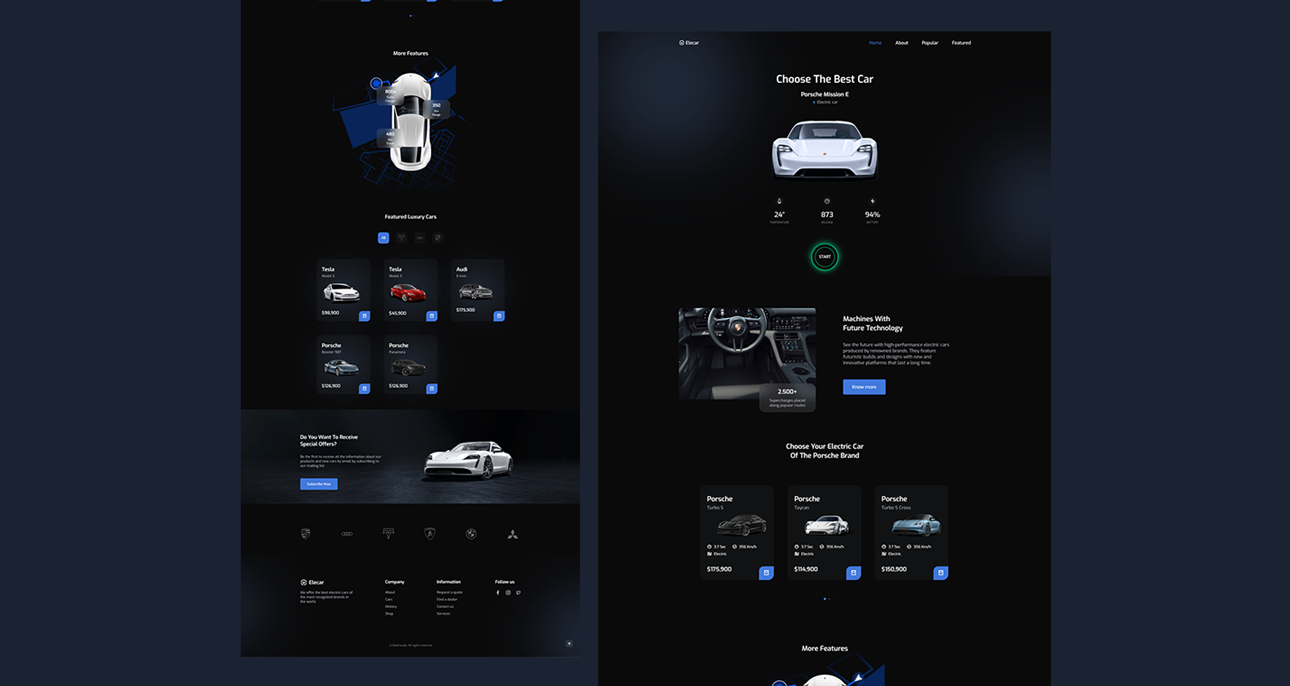 More Features
350
Km
Range
480
Featured Luxury Cars
All
Tesla
Model X
$98,900
Tesla
Model 3
$45,900
Audi
E-tron
$175,900
Porsche
Boxster 987
$126,900
Porsche
Panamera
$126,900
Do You Want To Receive
Special Offers?
Be the first to receive all the information about our
products and new cars by email by subscribing to
our mailing list.
Subscribe Now
Elecar
We offer the best electric cars of
the most recognized brands in
the world.
Company
About
Cars
History
Shop
Information
Request a quote
Find a dealer
Contact us
Services
Follow us
All rights reserved
Elecar
Home
About
Popular
Featured
Choose The Best Car
Porsche Mission E
Electric car
24°
TEMPERATURE
873
MILEAGE
94%
BATTERY
START
2.500+
Supercharges placed
along popular routes
Machines With
Future Technology
See the future with high-performance electric cars
produced by renowned brands. They feature
futuristic builds and designs with new and
innovative platforms that last a long time.
Know more
Choose Your Electric Car
Of The Porsche Brand
Porsche
Turbo S
3.7 Sec 356 Km/h
Electric
$175,900
Porsche
Taycan
3.7 Sec 356 Km/h
Electric
$114,900
Porsche
Turbo S Cross
3.7 Sec 356 Km/h
Electric
$150,900
More Features